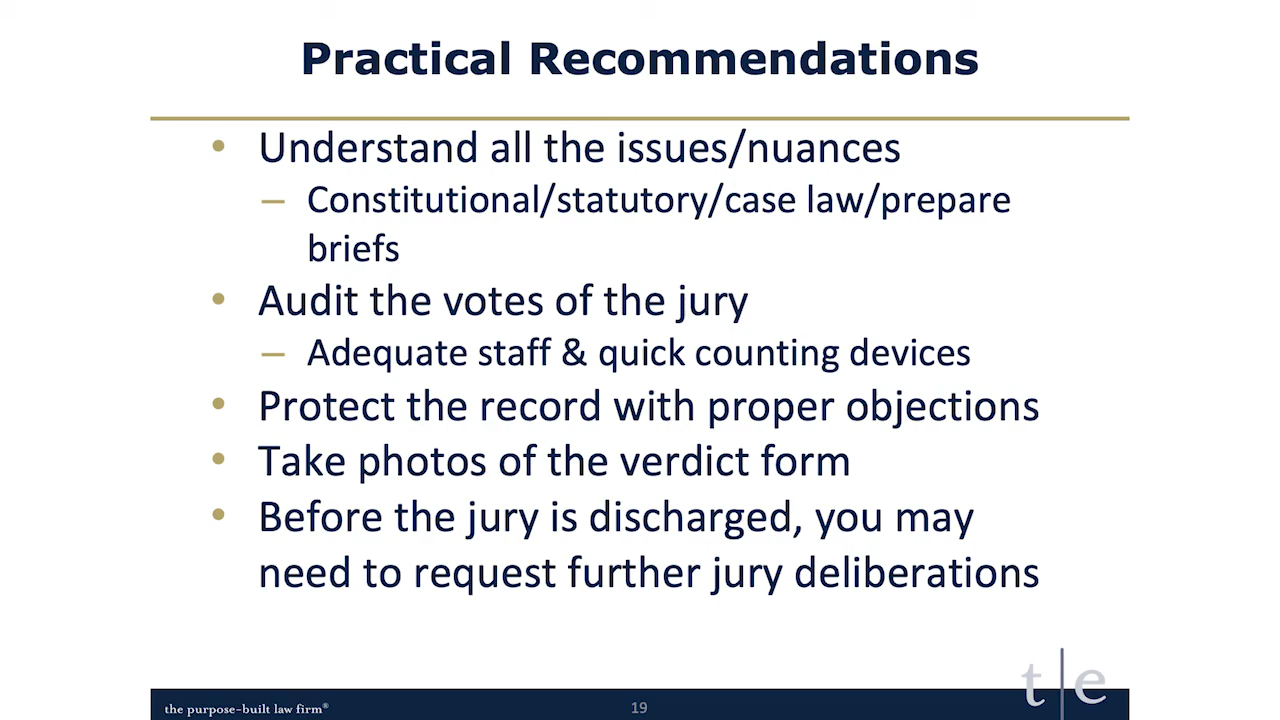 Practical Recommendations
• Understand all the issues/nuances
– Constitutional/statutory/case law/prepare
briefs
• Audit the votes of the jury
– Adequate staff & quick counting devices
• Protect the record with proper objections
• Take photos of the verdict form
• Before the jury is discharged, you may
need to request further jury deliberations
t|e
the purpose-built law firm®
19